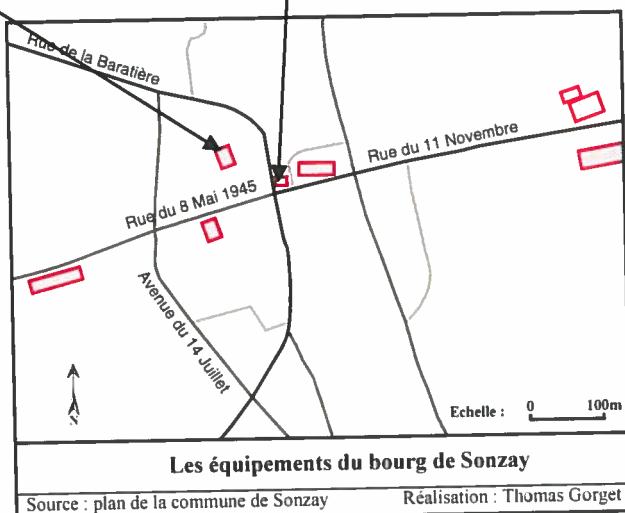 Rue de la Baratière
Rue du 11 Novembre
Rue du 8 Mai 1945
Avenue du 14 Juillet
N
Echelle : 0 100m
Les équipements du bourg de Sonzay
Source : plan de la commune de Sonzay Réalisation : Thomas Gorget